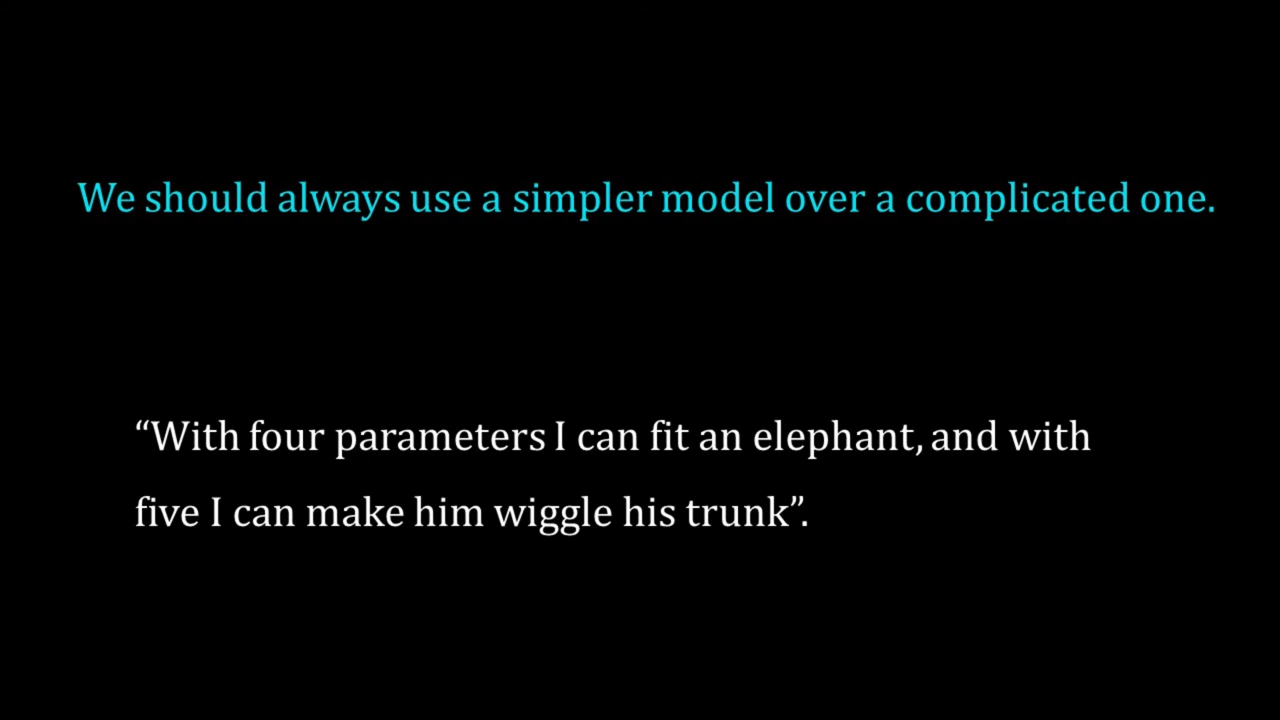 We should always use a simpler model over a complicated one.
“With four parameters I can fit an elephant, and with
five I can make him wiggle his trunk”.